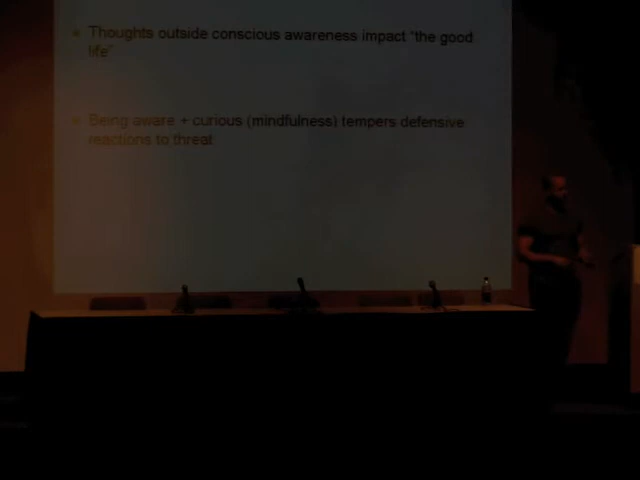 Thoughts outside conscious awareness impact "the good
life"
Being aware + curious (mindfulness) tempers defensive
reactions to threat